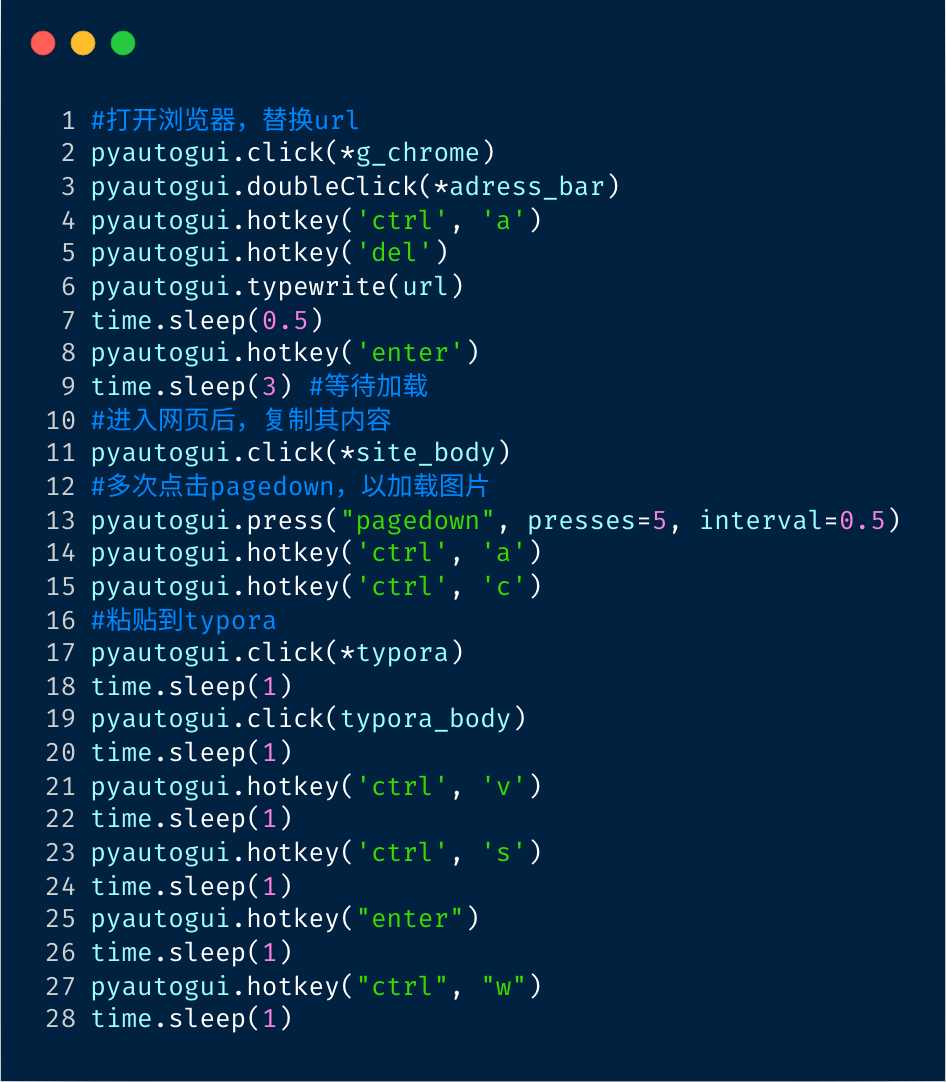 1 #打开浏览器，替换url
2 pyautogui.click(*g_chrome)
3 pyautogui.doubleClick(*adress_bar)
4 pyautogui.hotkey('ctrl', 'a')
5 pyautogui.hotkey('del')
6 pyautogui.typewrite(url)
7 time.sleep(0.5)
8 pyautogui.hotkey('enter')
9 time.sleep(3) #等待加载
10 #进入网页后，复制其内容
11 pyautogui.click(*site_body)
12 #多次点击pagedown，以加载图片
13 pyautogui.press("pagedown", presses=5, interval=0.5)
14 pyautogui.hotkey('ctrl', 'a')
15 pyautogui.hotkey('ctrl', 'c')
16 #粘贴到typora
17 pyautogui.click(*typora)
18 time.sleep(1)
19 pyautogui.click(typora_body)
20 time.sleep(1)
21 pyautogui.hotkey('ctrl', 'v')
22 time.sleep(1)
23 pyautogui.hotkey('ctrl', 's')
24 time.sleep(1)
25 pyautogui.hotkey("enter")
26 time.sleep(1)
27 pyautogui.hotkey("ctrl", "w")
28 time.sleep(1)